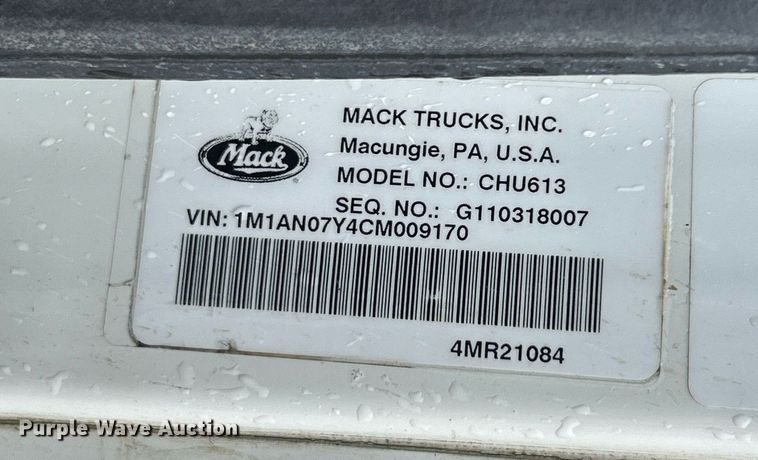 Mack
MACK TRUCKS, INC.
Macungie, PA, U.S.A.
MODEL NO.: CHU613
SEQ. NO.: G110318007
VIN: 1M1AN07Y4CM009170
4MR21084
Purple Wave Auction